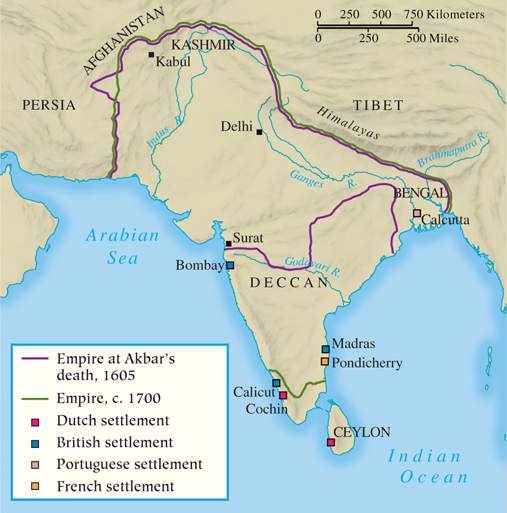 0 250 500 750 Kilometers
0 250 500 Miles
AFGHANISTAN
KASHMIR
Kabul
PERSIA
TIBET
Himalayas
Delhi
Indus R.
Brahmaputra R.
Ganges R.
BENGAL
Calcutta
Arabian
Sea
Surat
Bombay
Godavari R.
DECCAN
Madras
Pondicherry
Calicut
Cochin
CEYLON
Indian
Ocean
Empire at Akbar's
death, 1605
Empire, c. 1700
Dutch settlement
British settlement
Portuguese settlement
French settlement